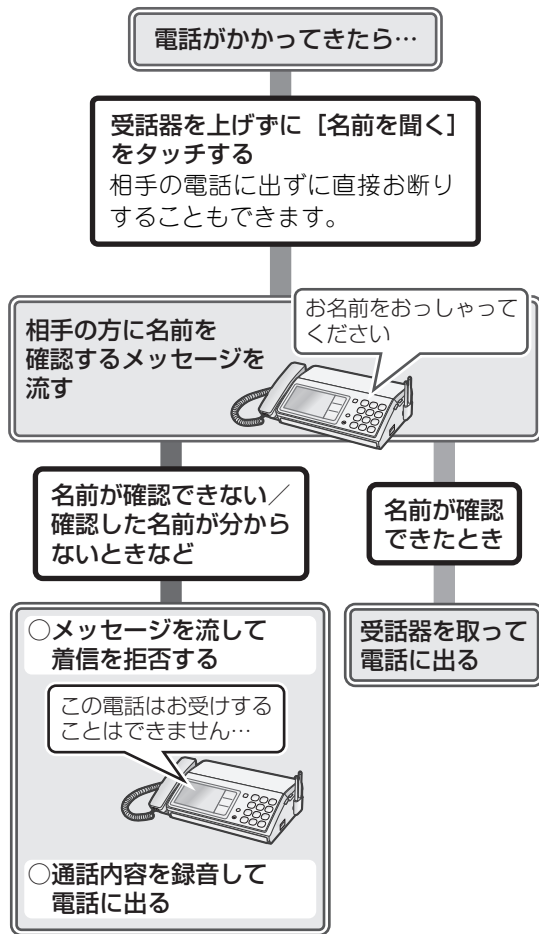 電話がかかってきたら…
受話器を上げずに［名前を聞く］
をタッチする
相手の電話に出ずに直接お断り
することもできます。
相手の方に名前を
確認するメッセージを
流す
お名前をおっしゃって
ください
名前が確認できない／
確認した名前が分から
ないときなど
名前が確認
できたとき
○メッセージを流して
着信を拒否する
この電話はお受けする
ことはできません…
○通話内容を録音して
電話に出る
受話器を取って
電話に出る